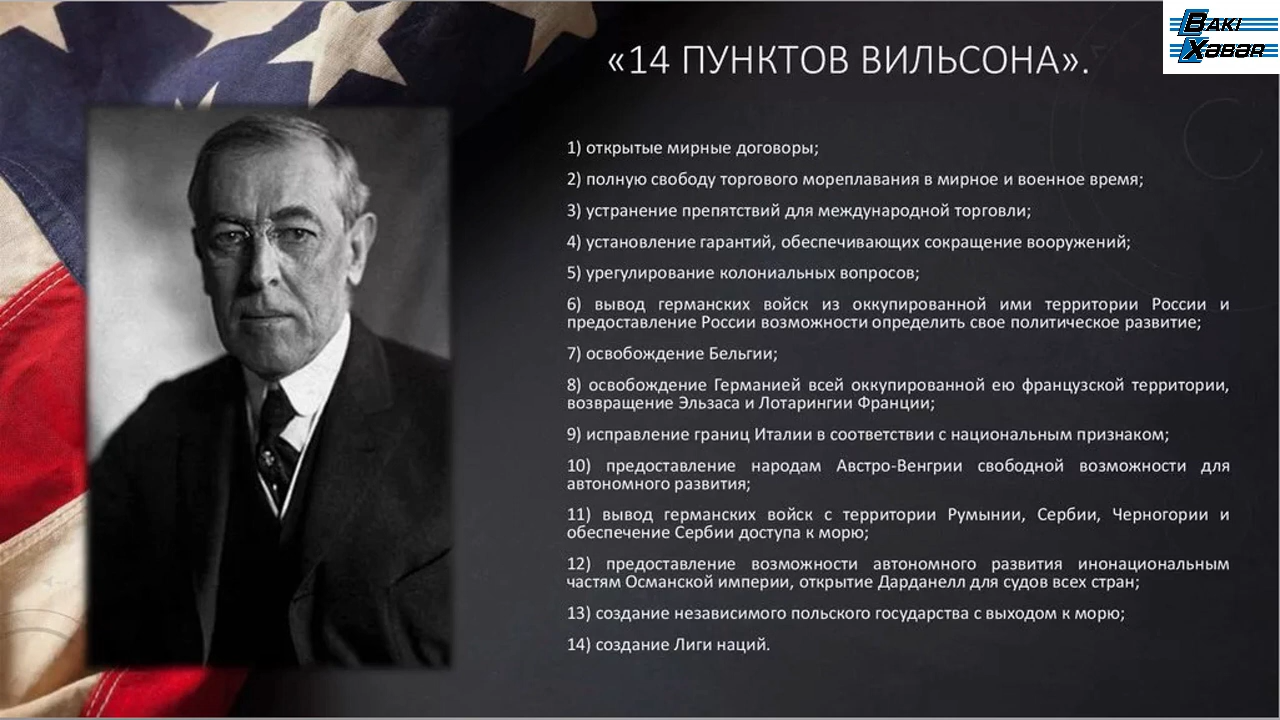 BAKI
XƏBƏR
«14 ПУНКТОВ ВИЛЬСОНА».
1) открытые мирные договоры;
2) полную свободу торгового мореплавания в мирное и военное время;
3) устранение препятствий для международной торговли;
4) установление гарантий, обеспечивающих сокращение вооружений;
5) урегулирование колониальных вопросов;
6) вывод германских войск из оккупированной ими территории России и
предоставление России возможности определить свое политическое развитие;
7) освобождение Бельгии;
8) освобождение Германией всей оккупированной ею французской территории,
возвращение Эльзаса и Лотарингии Франции;
9) исправление границ Италии в соответствии с национальным признаком;
10) предоставление народам Австро-Венгрии свободной возможности для
автономного развития;
11) вывод германских войск с территории Румынии, Сербии, Черногории и
обеспечение Сербии доступа к морю;
12) предоставление возможности автономного развития инонациональным
частям Османской империи, открытие Дарданелл для судов всех стран;
13) создание независимого польского государства с выходом к морю;
14) создание Лиги наций.